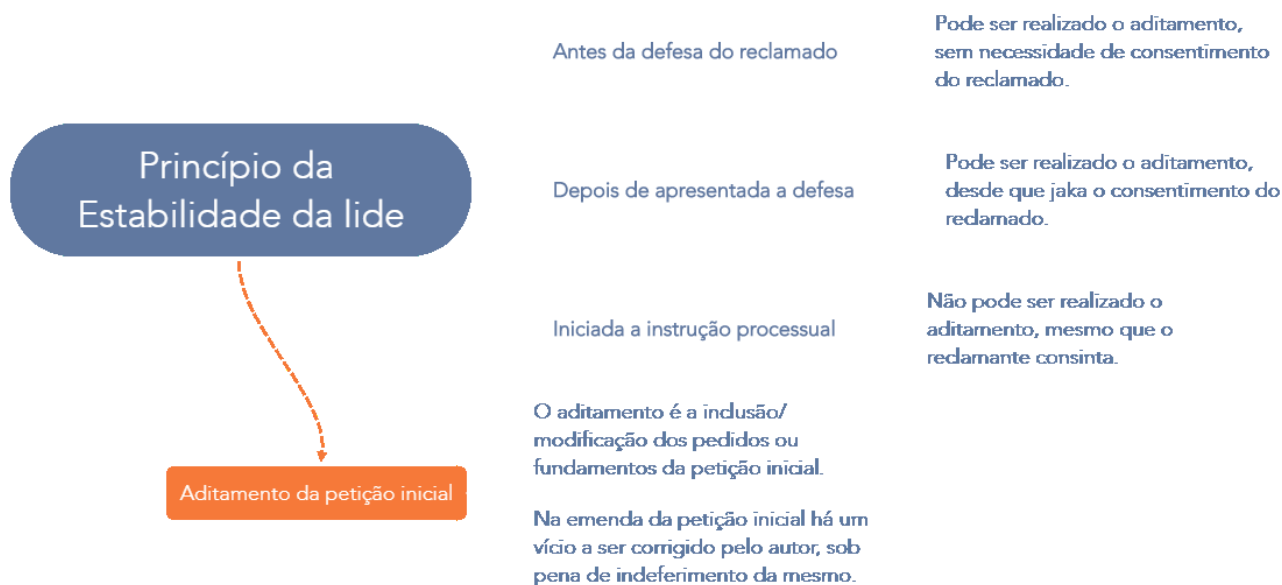 Princípio da
Estabilidade da lide
Antes da defesa do reclamado
Pode ser realizado o aditamento,
sem necessidade de consentimento
do reclamado.
Depois de apresentada a defesa
Pode ser realizado o aditamento,
desde que jaka o consentimento do
reclamado.
Iniciada a instrução processual
Não pode ser realizado o
aditamento, mesmo que o
reclamante consinta.
Aditamento da petição inicial
O aditamento é a inclusão/
modificação dos pedidos ou
fundamentos da petição inicial.
Na emenda da petição inicial há um
vício a ser corrigido pelo autor, sob
pena de indeferimento da mesmo.